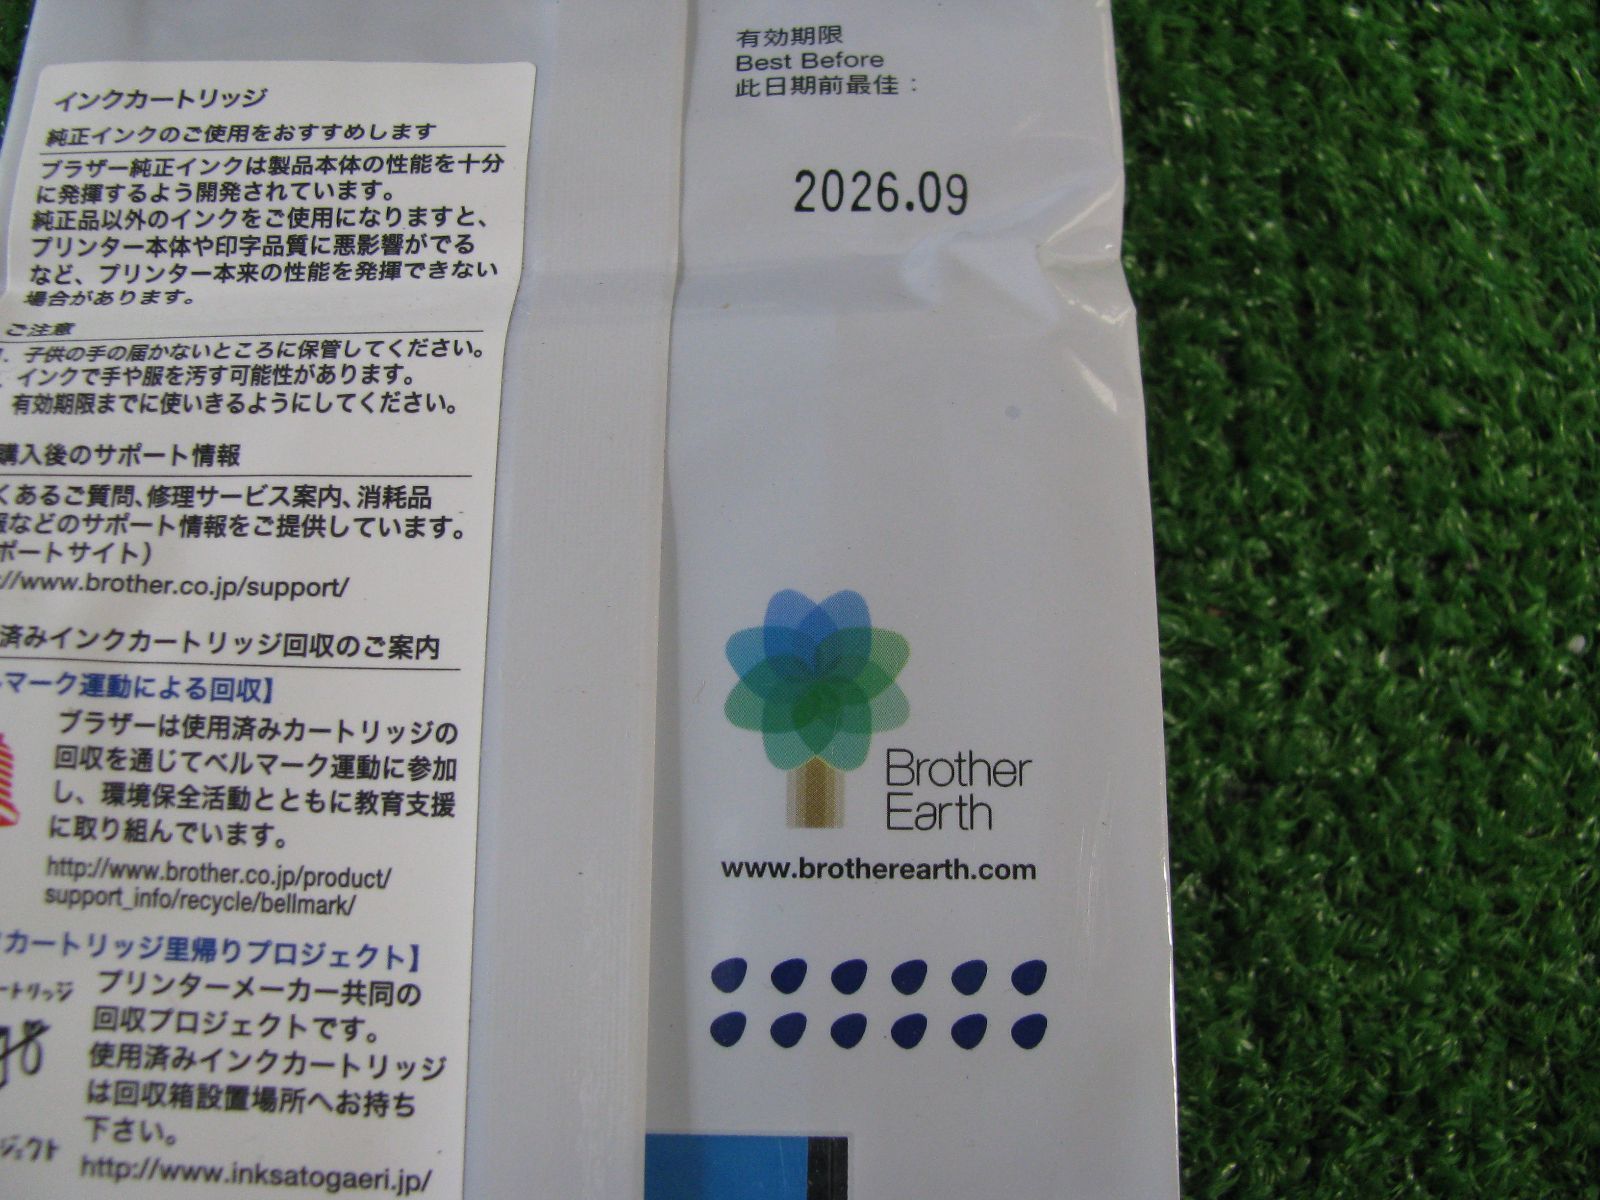 インクカートリッジ
純正インクのご使用をおすすめします
ブラザー純正インクは製品本体の性能を十分
に発揮するよう開発されています。
純正品以外のインクをご使用になりますと、
プリンター本体や印字品質に悪影響がでる
など、プリンター本来の性能を発揮できない
場合があります。
ご注意
子供の手の届かないところに保管してください。
インクで手や服を汚す可能性があります。
有効期限までに使いきるようにしてください。
購入後のサポート情報
くあるご質問、修理サービス案内、消耗品
報などのサポート情報をご提供しています。
ポートサイト）
://www.brother.co.jp/support/
済みインクカートリッジ回収のご案内
ルマーク運動による回収】
ブラザーは使用済みカートリッジの
回収を通じてベルマーク運動に参加
し、環境保全活動とともに教育支援
に取り組んでいます。
http://www.brother.co.jp/product/
support_info/recycle/bellmark/
カートリッジ里帰りプロジェクト】
ートリッジ
プリンターメーカー共同の
回収プロジェクトです。
使用済みインクカートリッジ
は回収箱設置場所へお持ち
下さい。
ジェクト
http://www.inksatogaeri.jp/
有効期限
Best Before
此日期前最佳：
2026.09
Brother
Earth
www.brotherearth.com